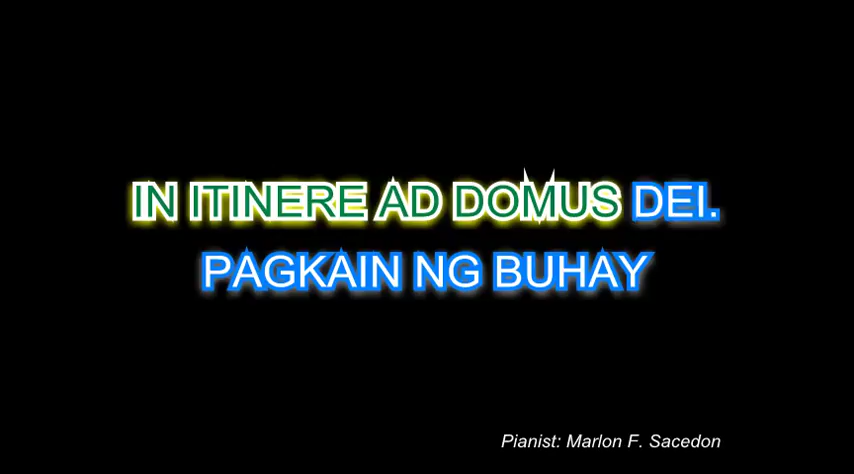 IN ITINERE AD DOMUS DEI.
PAGKAIN NG BUHAY
Pianist: Marlon F. Sacedon